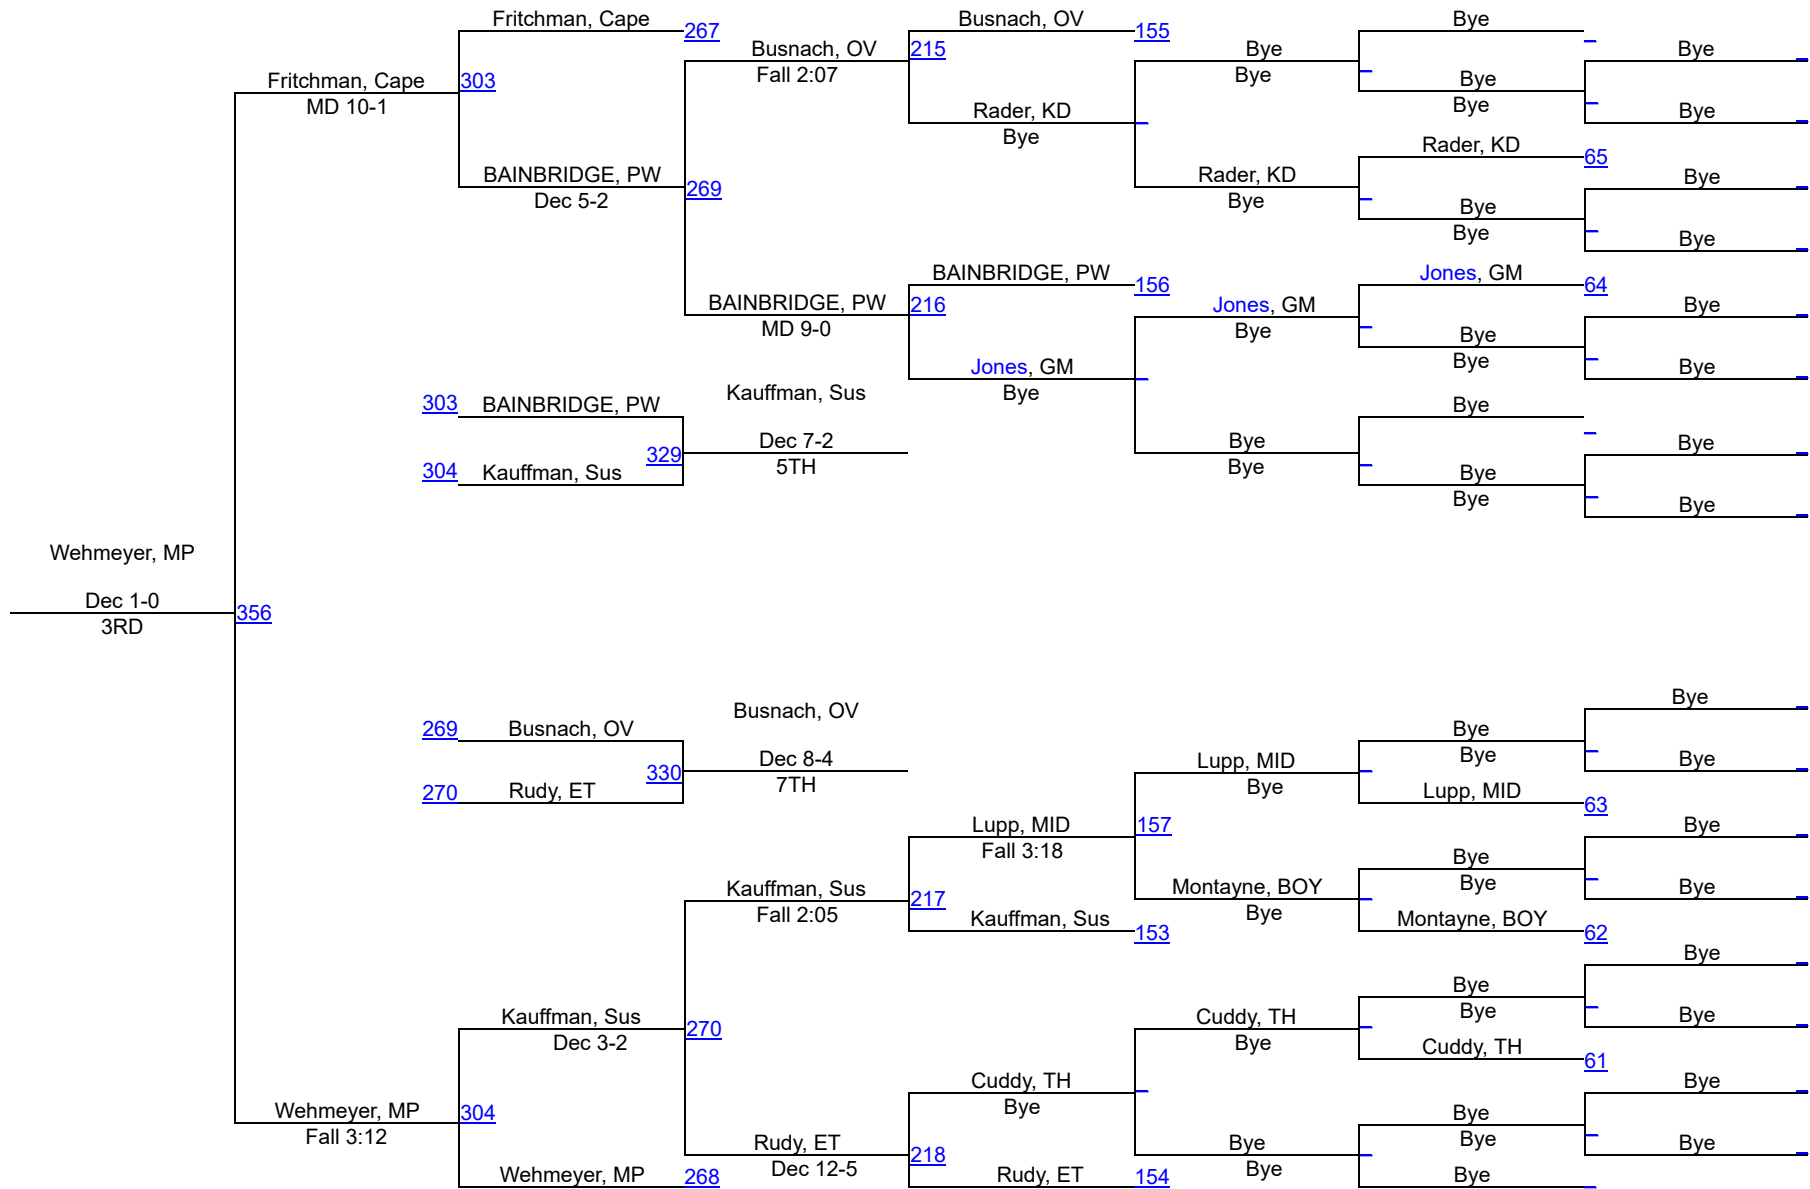 Fritchman, Cape
267
Busnach, OV
155
Bye
Busnach, OV
215
Bye
Bye
Fall 2:07
Bye
Fritchman, Cape
303
Bye
MD 10-1
Rader, KD
Bye
Bye
Bye
Rader, KD
65
BAINBRIDGE, PW
269
Rader, KD
Bye
Dec 5-2
Bye
Bye
Bye
Bye
BAINBRIDGE, PW
156
Jones, GM
64
BAINBRIDGE, PW
216
Jones, GM
Bye
MD 9-0
Bye
Bye
Bye
Jones, GM
Bye
Kauffman, Sus
Bye
303
BAINBRIDGE, PW
Bye
Dec 7-2
Bye
Bye
329
5TH
Bye
304
Kauffman, Sus
Bye
Bye
Bye
Wehmeyer, MP
Dec 1-0
356
3RD
Bye
Busnach, OV
269
Busnach, OV
Bye
Bye
Dec 8-4
Lupp, MID
Bye
330
7TH
Bye
270
Rudy, ET
Lupp, MID
63
Lupp, MID
157
Bye
Fall 3:18
Bye
Kauffman, Sus
217
Montayne, BOY
Bye
Bye
Fall 2:05
Bye
Kauffman, Sus
153
Montayne, BOY
62
Bye
Bye
Kauffman, Sus
270
Cuddy, TH
Bye
Bye
Dec 3-2
Bye
Cuddy, TH
61
Cuddy, TH
Bye
Bye
Wehmeyer, MP
304
Bye
Fall 3:12
Bye
Rudy, ET
218
Bye
Bye
Dec 12-5
Bye
Wehmeyer, MP
268
Rudy, ET
154
Bye